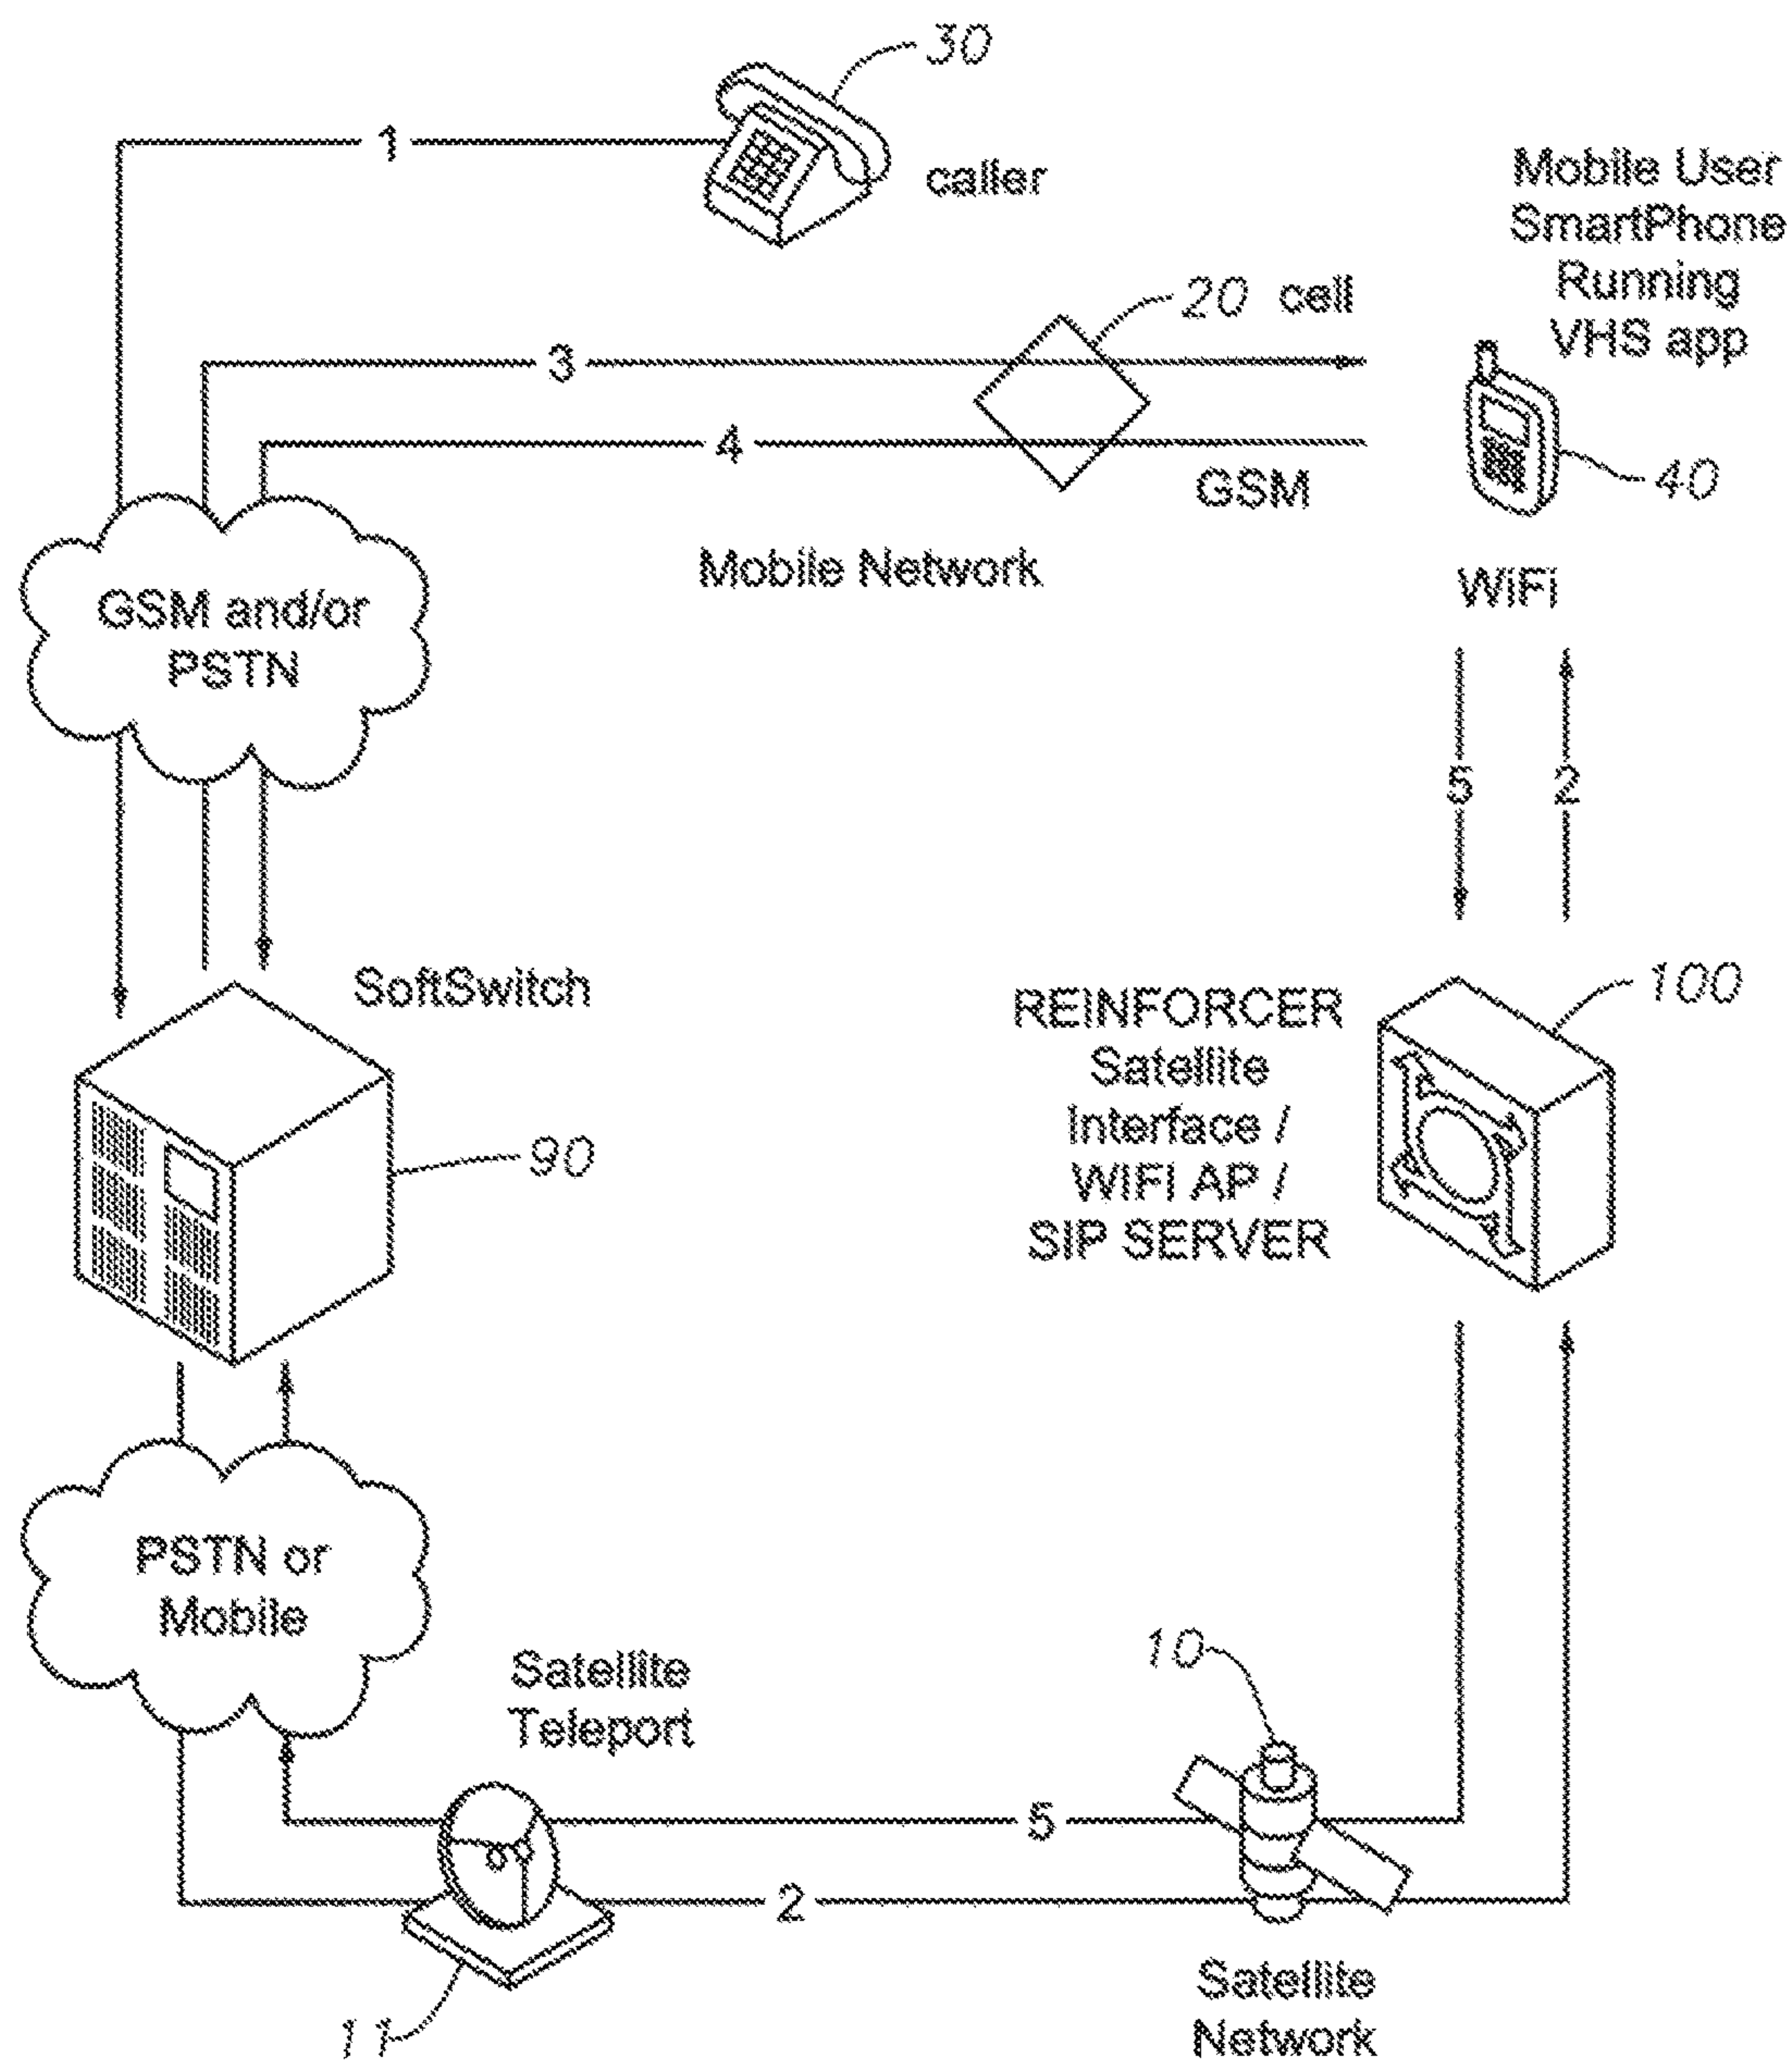 30
1
caller
Mobile User
SmartPhone
Running
VHS app
20 cell
3
4
GSM
40
Mobile Network
WiFi
GSM and/or
PSTN
5 2
SoftSwitch
100
REINFORCER
Satellite
Interface /
WIFI AP /
SIP SERVER
90
PSTN or
Mobile
10
Satellite
Teleport
5
2
11
Satellite
Network